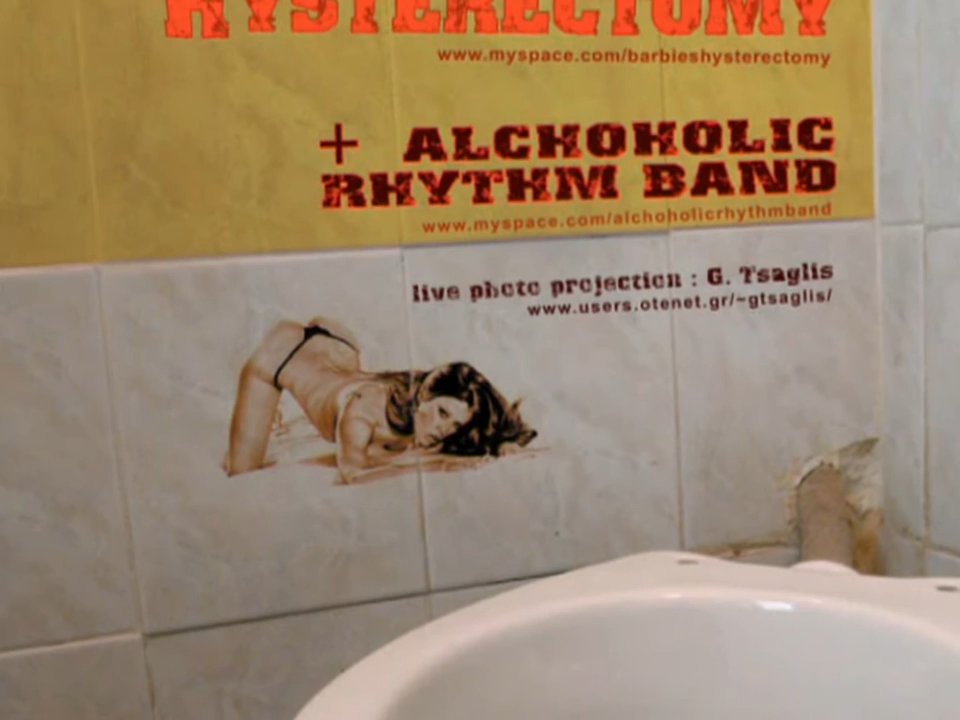 HYSTERECTOMY
www.myspace.com/barbieshysterectomy
+ ALCHOHOLIC
RHYTHM BAND
www.myspace.com/alchoholicrhythmband
live photo projection : G. Tsaglis
www.users.otenet.gr/~gtsaglis/